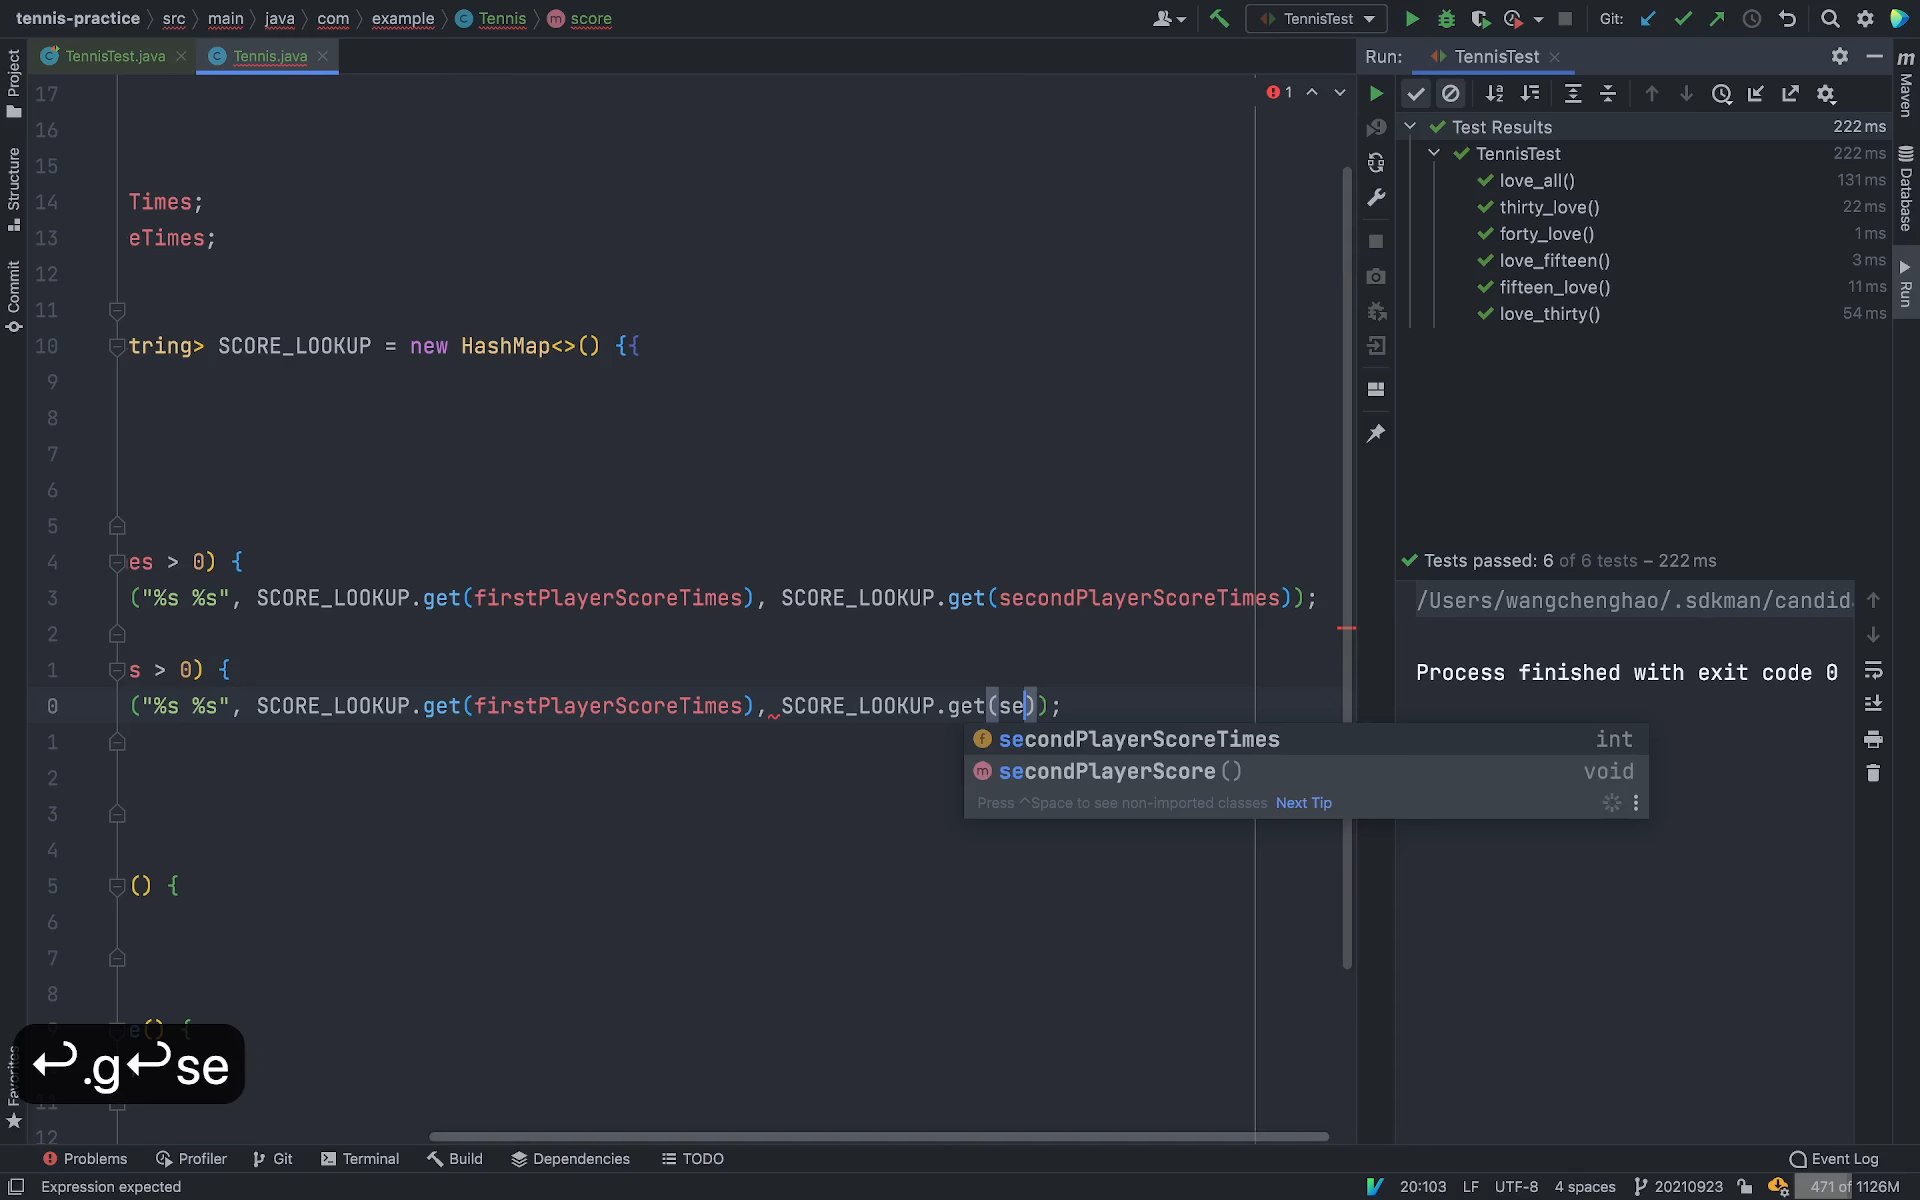 tennis-practice src main java com example Tennis score
TennisTest Git:
TennisTest.java Tennis.java
Run: TennisTest
Project
Structure
Commit
Favorites
Maven
Database
Run
1
17
16
15
14 Times;
13 eTimes;
12
11
10 tring> SCORE_LOOKUP = new HashMap<>() {{
9
8
7
6
5
4 es > 0) {
3 ("%s %s", SCORE_LOOKUP.get(firstPlayerScoreTimes), SCORE_LOOKUP.get(secondPlayerScoreTimes));
2
1 s > 0) {
0 ("%s %s", SCORE_LOOKUP.get(firstPlayerScoreTimes), SCORE_LOOKUP.get(se));
1
2
3
4
5 () {
6
7
8
e() {
11
12
secondPlayerScoreTimes int
secondPlayerScore() void
Press ^Space to see non-imported classes Next Tip
↩.g↩se
Test Results 222 ms
TennisTest 222 ms
love_all() 131 ms
thirty_love() 22 ms
forty_love() 1 ms
love_fifteen() 3 ms
fifteen_love() 11 ms
love_thirty() 54 ms
Tests passed: 6 of 6 tests – 222 ms
/Users/wangchenghao/.sdkman/candid
Process finished with exit code 0
Problems Profiler Git Terminal Build Dependencies TODO Event Log
Expression expected 20:103 LF UTF-8 4 spaces 20210923 471 of 1126M